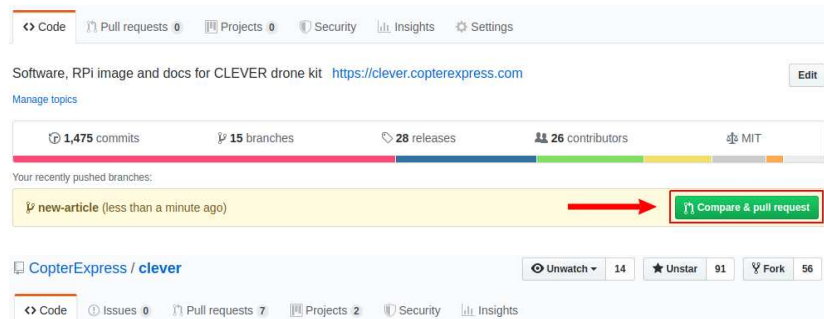 Code Pull requests 0 Projects 0 Security Insights Settings
Software, RPi image and docs for CLEVER drone kit https://clever.copterexpress.com Edit
Manage topics
1,475 commits 15 branches 28 releases 26 contributors MIT
Your recently pushed branches:
new-article (less than a minute ago) Compare & pull request
CopterExpress / clever Unwatch 14 Unstar 91 Fork 56
Code Issues 0 Pull requests 7 Projects 2 Security Insights